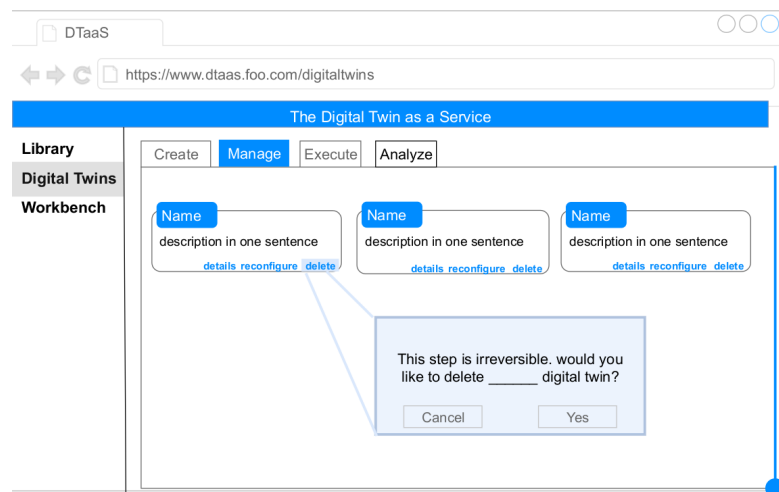 DTaaS
https://www.dtaas.foo.com/digitaltwins
The Digital Twin as a Service
Library
Digital Twins
Workbench
Create Manage Execute Analyze
Name Name Name
description in one sentence description in one sentence description in one sentence
details reconfigure delete details reconfigure delete details reconfigure delete
This step is irreversible. would you
like to delete ______ digital twin?
Cancel Yes